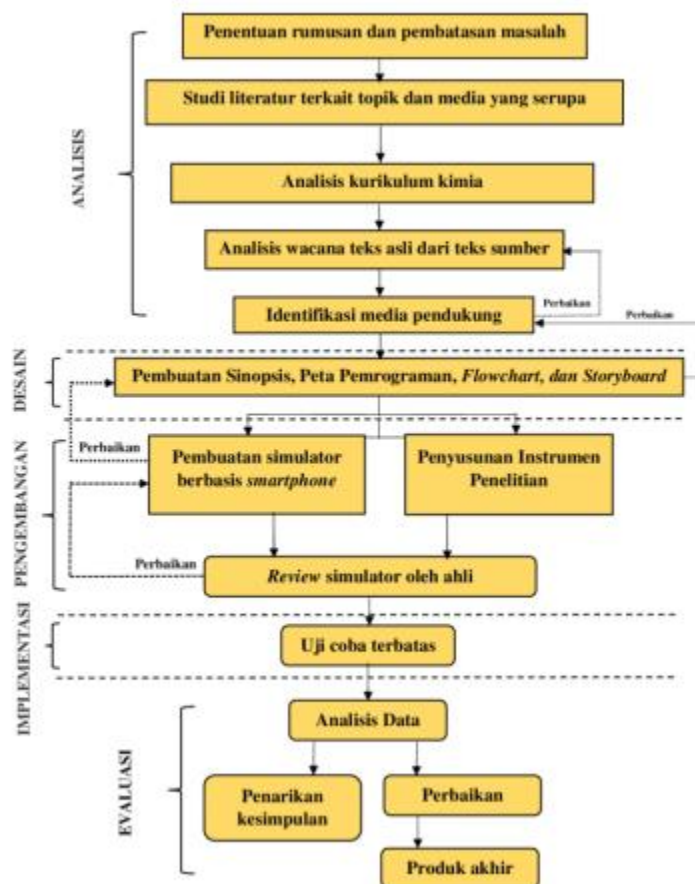 Penentuan rumusan dan pembatasan masalah
Studi literatur terkait topik dan media yang serupa
ANALISIS
Analisis kurikulum kimia
Analisis wacana teks asli dari teks sumber
Perbaikan
Identifikasi media pendukung
Perbaikan
DESAIN
Pembuatan Sinopsis, Peta Pemrograman, Flowchart, dan Storyboard
PENGEMBANGAN
Perbaikan
Pembuatan simulator
berbasis smartphone
Penyusunan Instrumen
Penelitian
Perbaikan
Review simulator oleh ahli
IMPLEMENTASI
Uji coba terbatas
EVALUASI
Analisis Data
Penarikan
kesimpulan
Perbaikan
Produk akhir